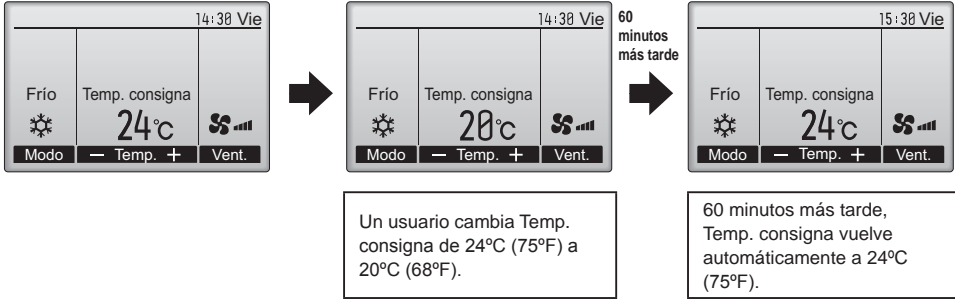 14:30 Vie
Frío
Temp. consigna
24°C
Modo
— Temp. +
Vent.
14:30 Vie
Frío
Temp. consigna
20°C
Modo
— Temp. +
Vent.
60
minutos
más tarde
15:30 Vie
Frío
Temp. consigna
24°C
Modo
— Temp. +
Vent.
Un usuario cambia Temp.
consigna de 24ºC (75ºF) a
20ºC (68ºF).
60 minutos más tarde,
Temp. consigna vuelve
automáticamente a 24ºC
(75ºF).